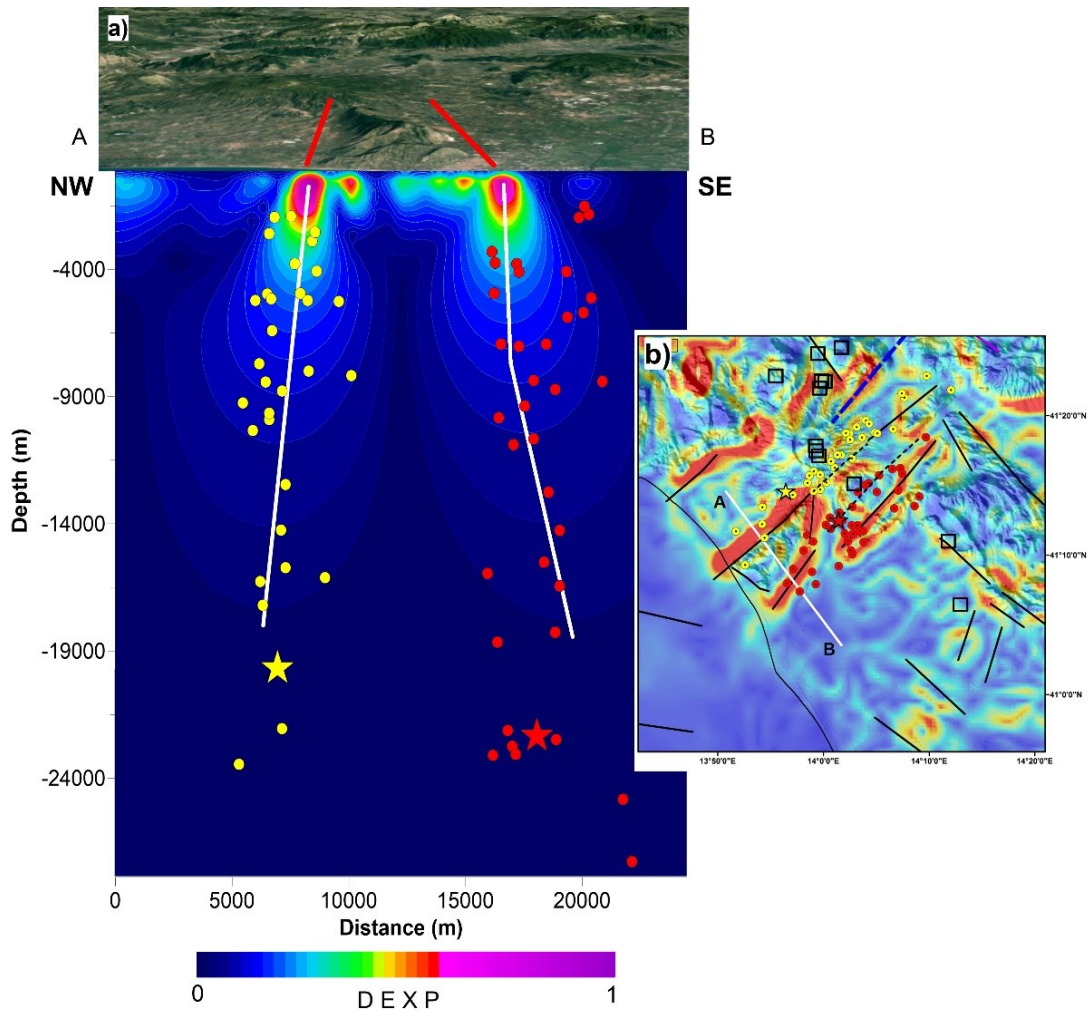 a)
A
B
NW
SE
-4000
-9000
-14000
-19000
-24000
Depth (m)
0
5000
10000
15000
20000
Distance (m)
0
1
D E X P
b)
A
B
41°20'0"N
41°10'0"N
41°0'0"N
13°50'0"E
14°0'0"E
14°10'0"E
14°20'0"E